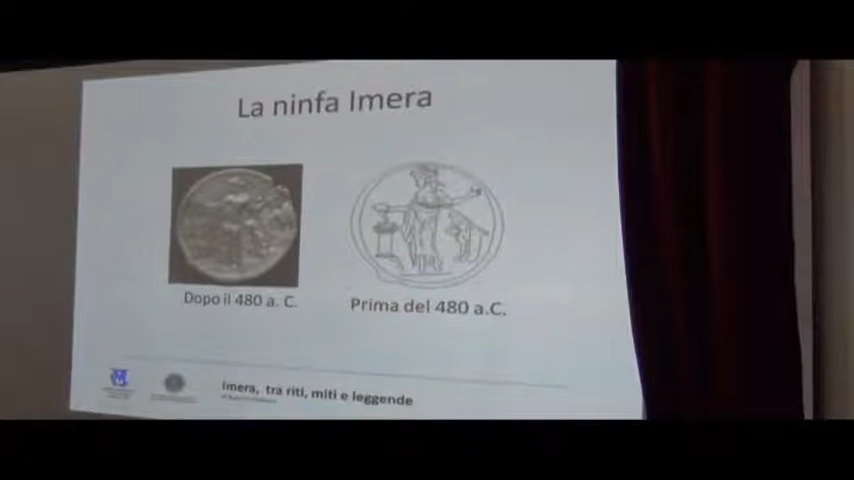 La ninfa Imera
Dopo il 480 a. C.
Prima del 480 a.C.
Imera, tra riti, miti e leggende